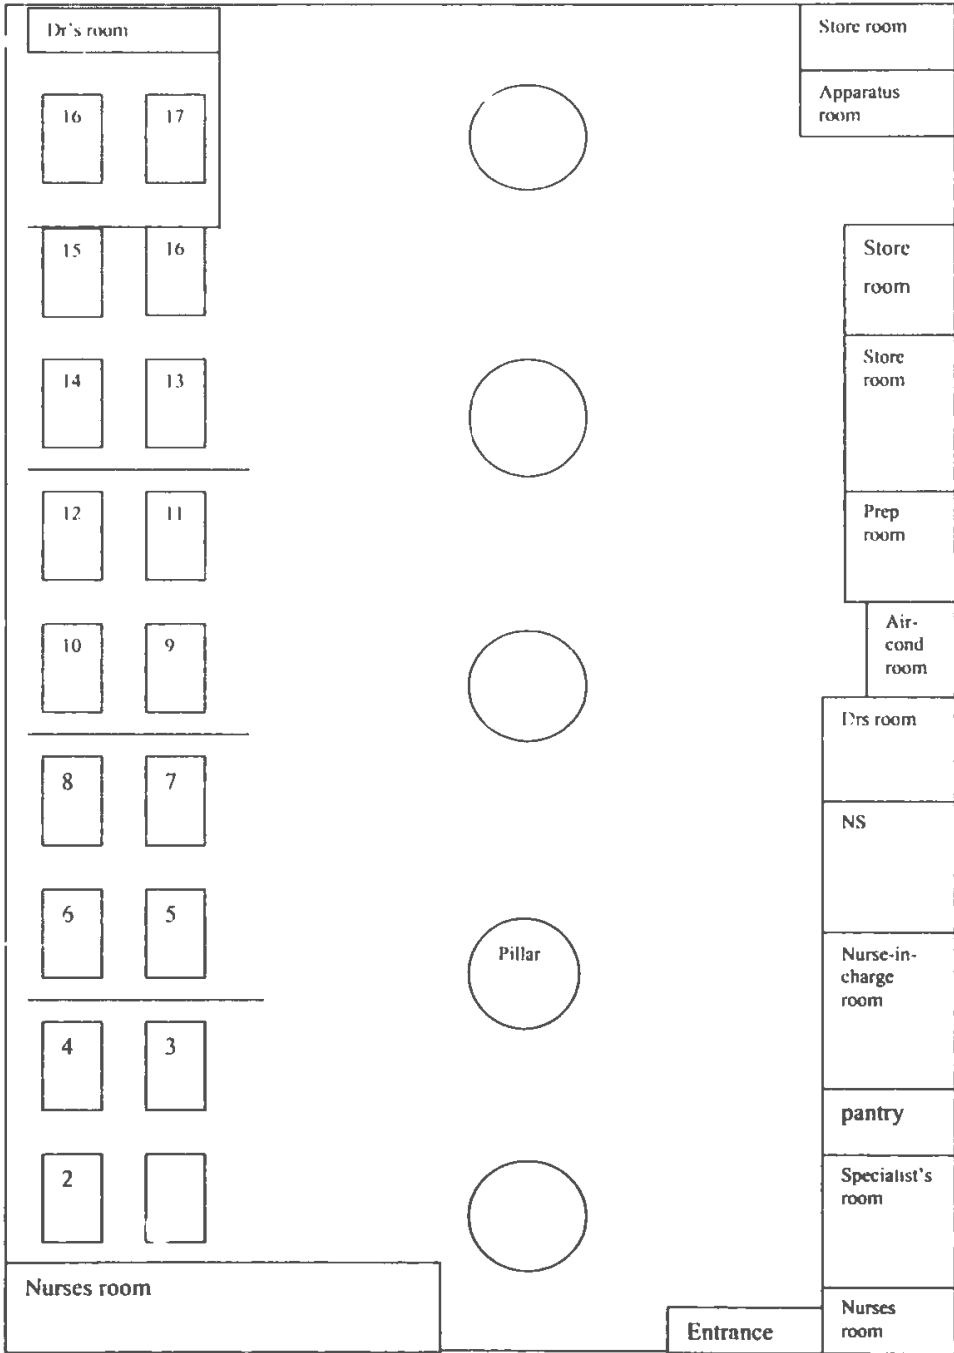 Dr's room
Store room
Apparatus
room
16
17
15
16
Store
room
14
13
Store
room
12
11
Prep
room
10
9
Air-
cond
room
Drs room
8
7
NS
6
5
Pillar
Nurse-in-
charge
room
4
3
pantry
2
Specialist's
room
Nurses room
Entrance
Nurses
room